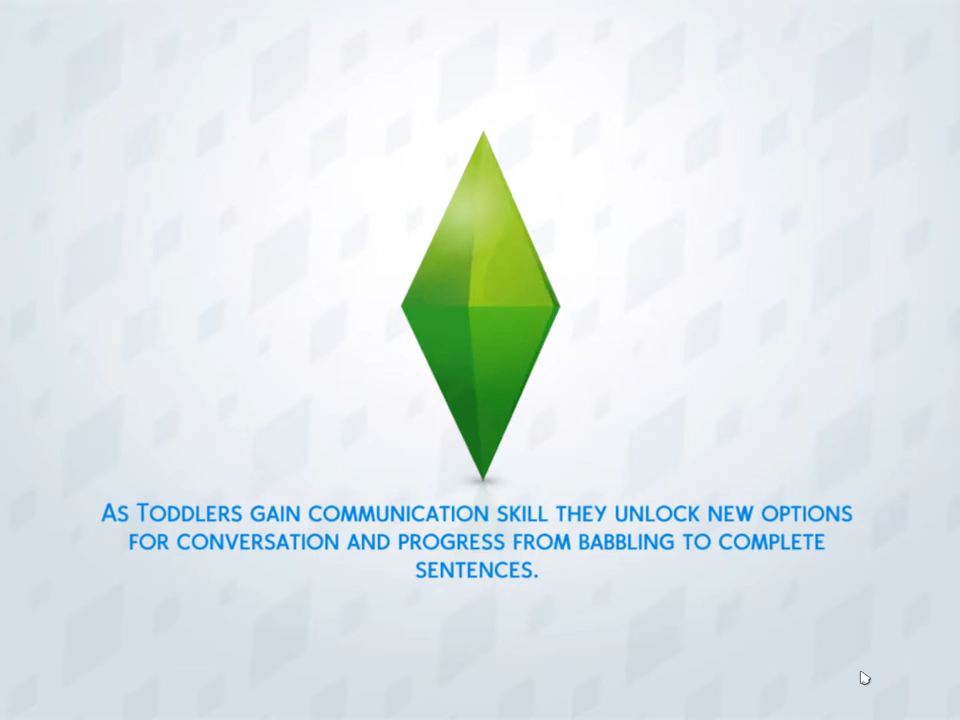 As Toddlers gain communication skill they unlock new options
for conversation and progress from babbling to complete
sentences.